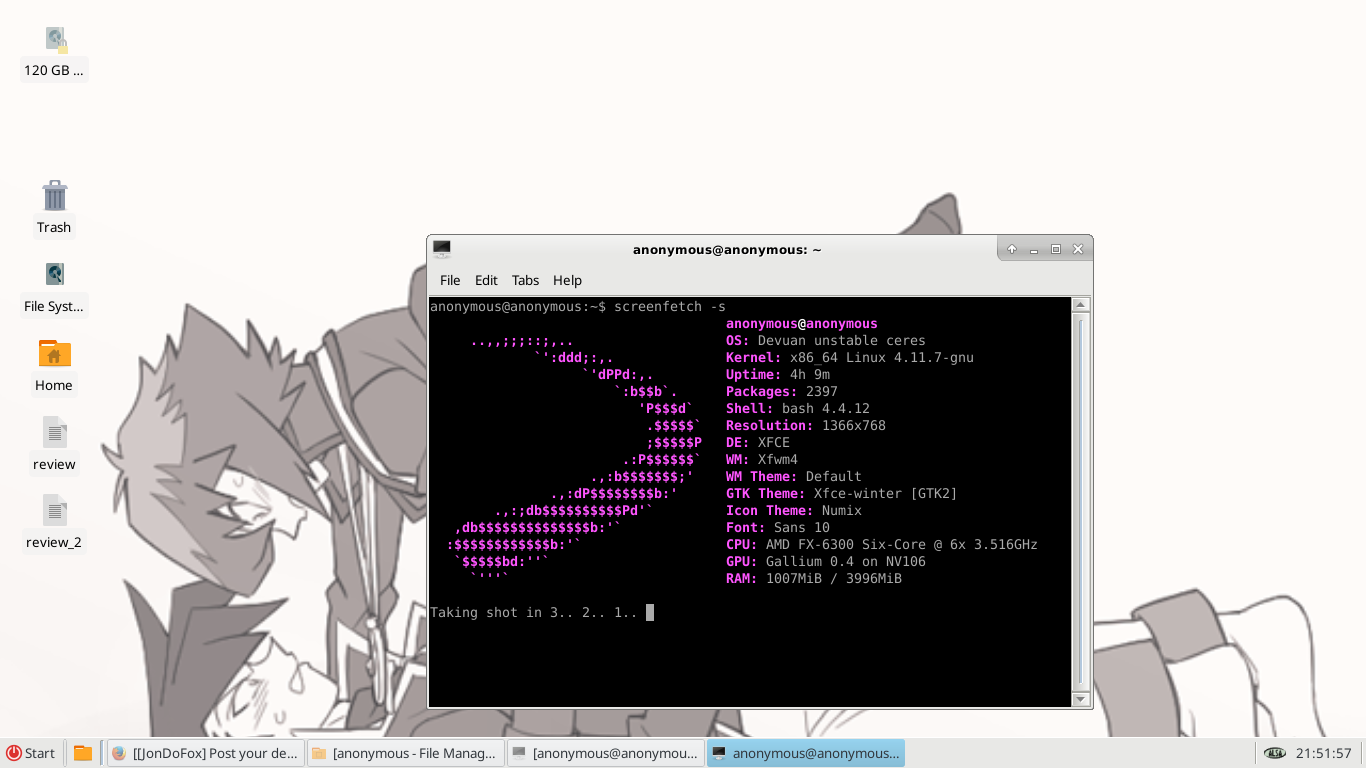 120 GB ...
Trash
File Syst...
Home
review
review_2
anonymous@anonymous: ~
File Edit Tabs Help
anonymous@anonymous:~$ screenfetch -s
anonymous@anonymous
..,,;;;::;,.. OS: Devuan unstable ceres
`':ddd;:,. Kernel: x86_64 Linux 4.11.7-gnu
`'dPPd:,. Uptime: 4h 9m
`:b$$b`. Packages: 2397
'P$$$d` Shell: bash 4.4.12
.$$$$$` Resolution: 1366x768
;$$$$$P DE: XFCE
.:P$$$$$$` WM: Xfwm4
.,:b$$$$$$$;' WM Theme: Default
.,:dP$$$$$$$$b:' GTK Theme: Xfce-winter [GTK2]
.,:;db$$$$$$$$$$Pd'` Icon Theme: Numix
,db$$$$$$$$$$$$$$b:'` Font: Sans 10
:$$$$$$$$$$$$b:'` CPU: AMD FX-6300 Six-Core @ 6x 3.516GHz
`$$$$$bd:''` GPU: Gallium 0.4 on NV106
`'''` RAM: 1007MiB / 3996MiB
Taking shot in 3.. 2.. 1..
Start
[[JonDoFox] Post your de...
[anonymous - File Manag...
[anonymous@anonymou...
anonymous@anonymous...
ALSA
21:51:57